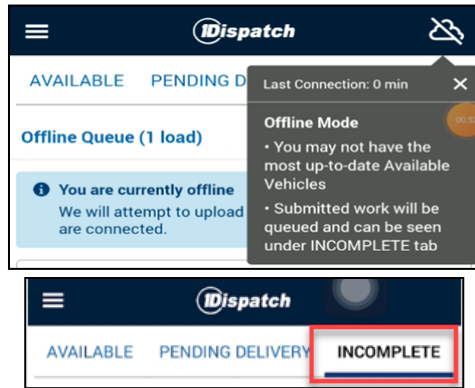 1Dispatch
AVAILABLE PENDING D
Last Connection: 0 min X
Offline Queue (1 load)
Offline Mode
• You may not have the
most up-to-date Available
Vehicles
• Submitted work will be
queued and can be seen
under INCOMPLETE tab
You are currently offline
We will attempt to upload
are connected.
1Dispatch
AVAILABLE PENDING DELIVERY INCOMPLETE